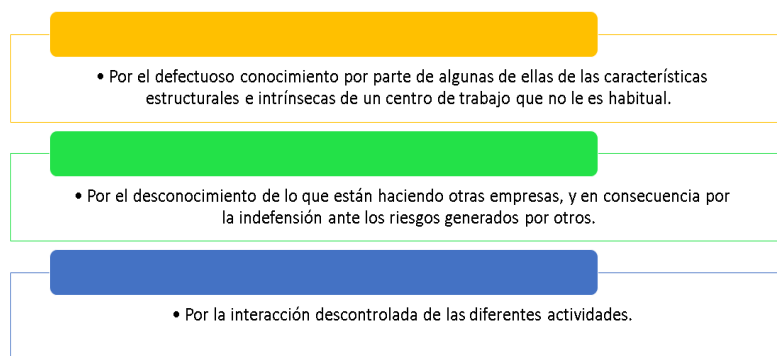 • Por el defectuoso conocimiento por parte de algunas de ellas de las características
estructurales e intrínsecas de un centro de trabajo que no le es habitual.
• Por el desconocimiento de lo que están haciendo otras empresas, y en consecuencia por
la indefensión ante los riesgos generados por otros.
• Por la interacción descontrolada de las diferentes actividades.